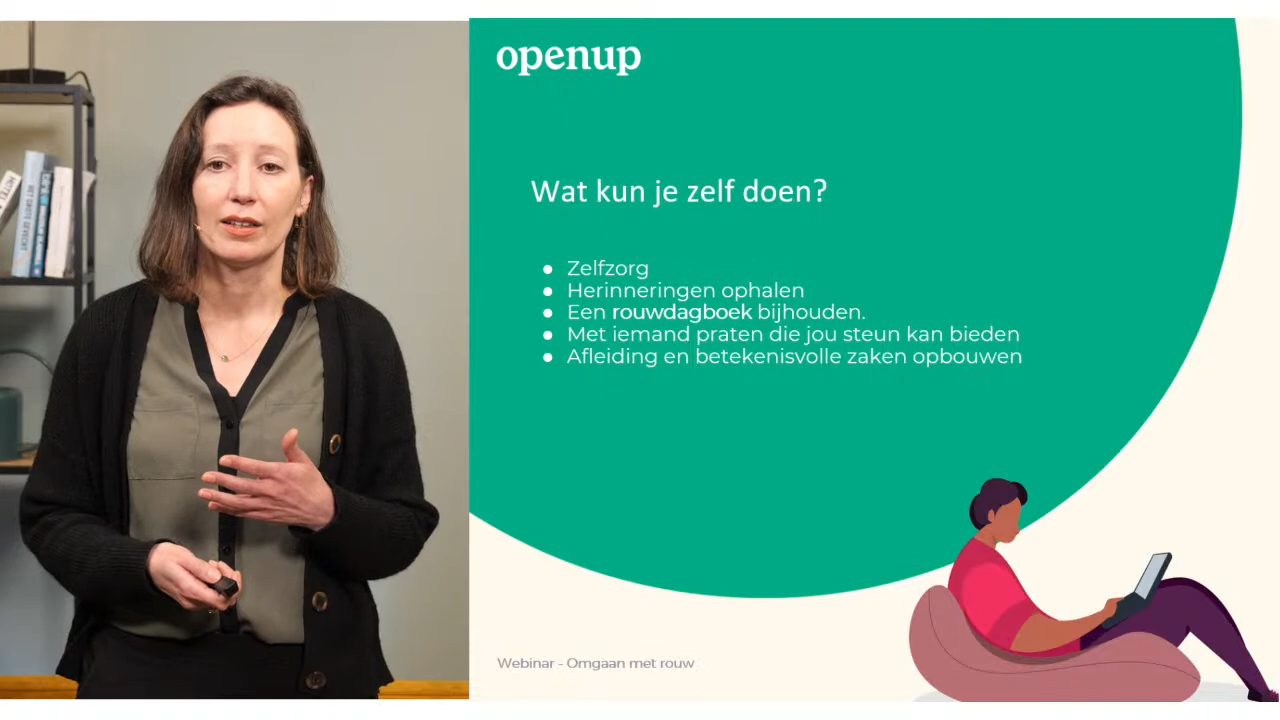 openup
Wat kun je zelf doen?
● Zelfzorg
● Herinneringen ophalen
● Een rouwdagboek bijhouden.
● Met iemand praten die jou steun kan bieden
● Afleiding en betekenisvolle zaken opbouwen
Webinar - Omgaan met rouw